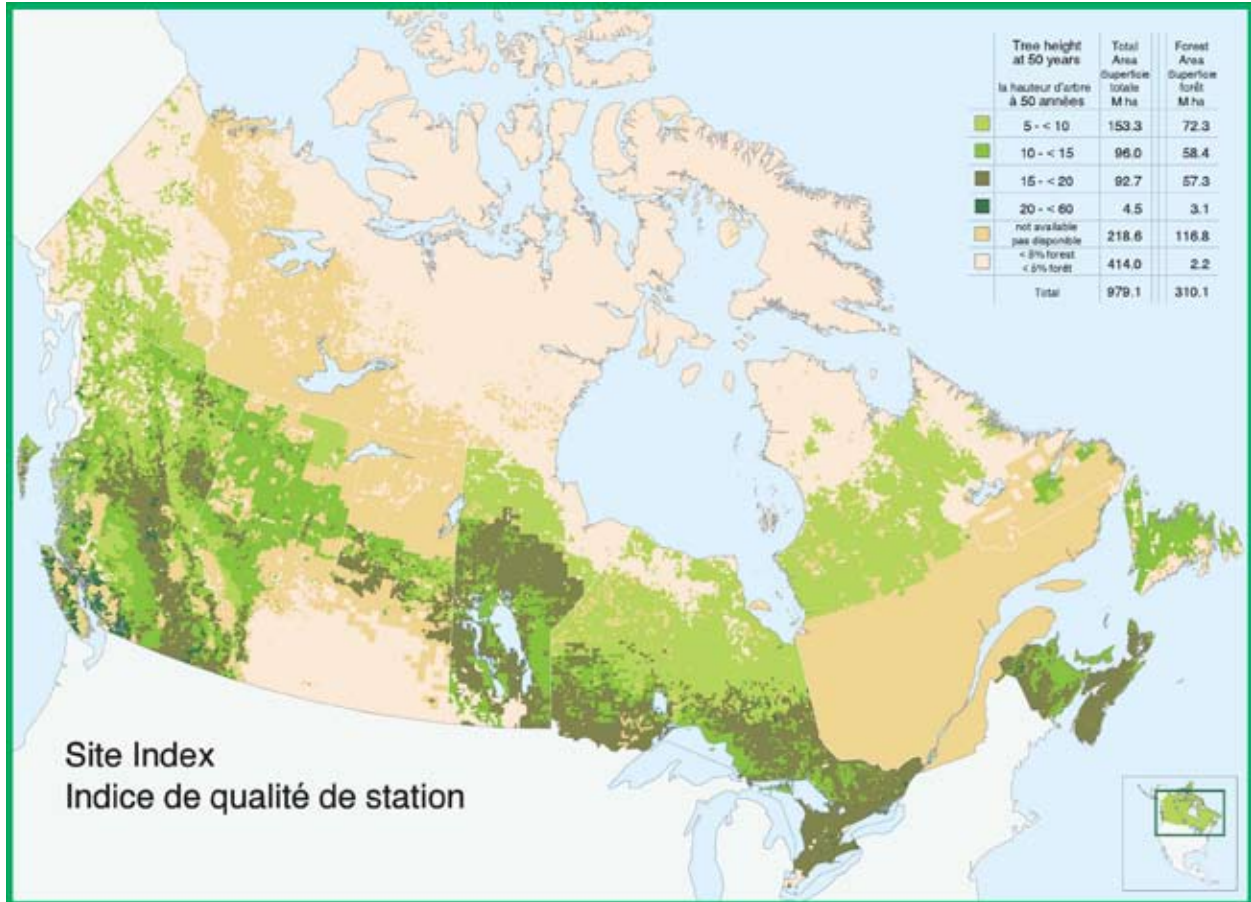 Tree height
at 50 years
la hauteur d'arbre
à 50 années
Total
Area
Superficie
totale
M ha
Forest
Area
Superficie
forêt
M ha
5 - < 10 153.3 72.3
10 - < 15 96.0 58.4
15 - < 20 92.7 57.3
20 - < 60 4.5 3.1
not available
pas disponible 218.6 116.8
< 5% forest
< 5% forêt 414.0 2.2
Total 979.1 310.1
Site Index
Indice de qualité de station